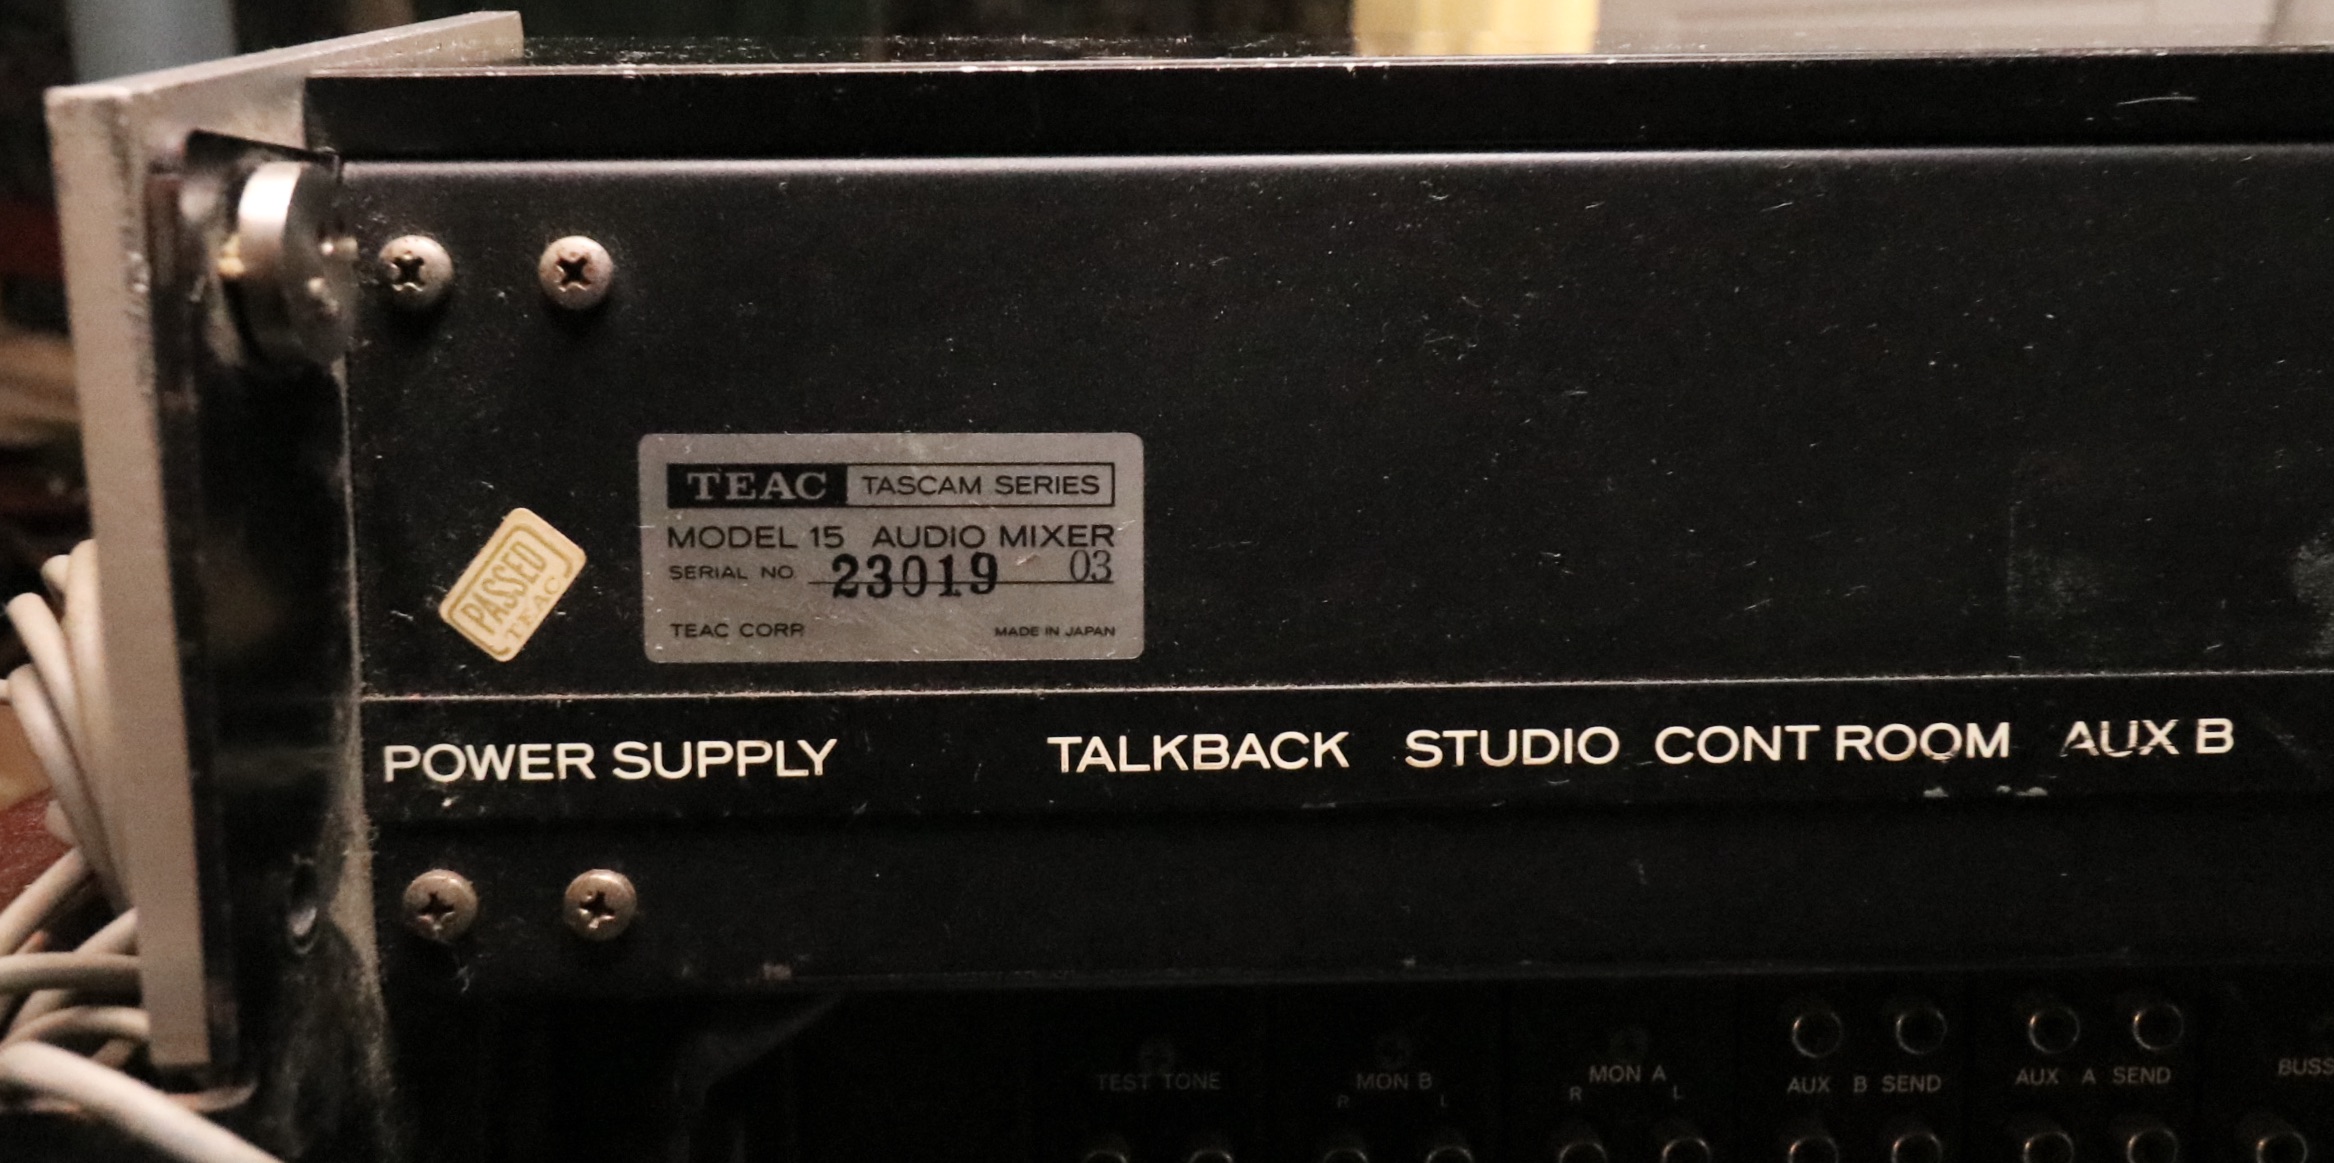 TEAC TASCAM SERIES
MODEL 15 AUDIO MIXER
SERIAL NO. 23019 03
TEAC CORP. MADE IN JAPAN
PASSED
TEAC
POWER SUPPLY TALKBACK STUDIO CONT ROOM AUX B
TEST TONE MON B MON A AUX B SEND AUX A SEND BUSS
R L R L